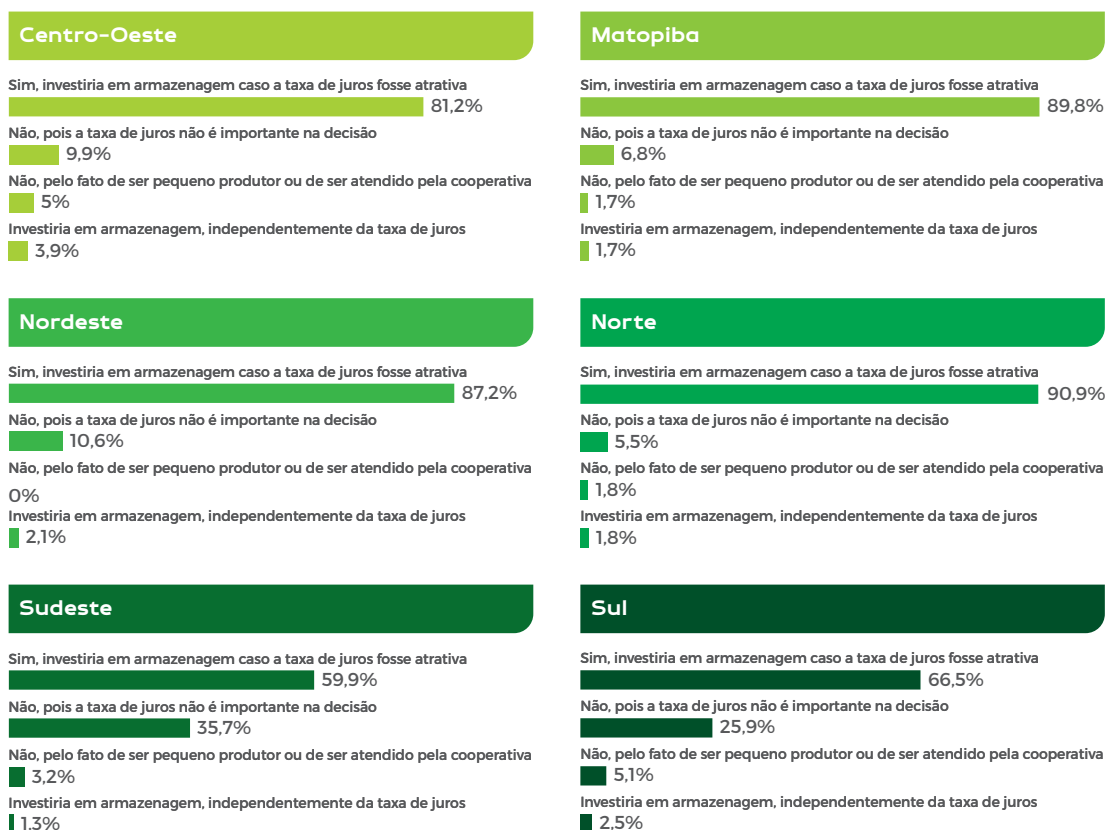 Centro-Oeste
Sim, investiria em armazenagem caso a taxa de juros fosse atrativa
81,2%
Não, pois a taxa de juros não é importante na decisão
9,9%
Não, pelo fato de ser pequeno produtor ou de ser atendido pela cooperativa
5%
Investiria em armazenagem, independentemente da taxa de juros
3,9%
Matopiba
Sim, investiria em armazenagem caso a taxa de juros fosse atrativa
89,8%
Não, pois a taxa de juros não é importante na decisão
6,8%
Não, pelo fato de ser pequeno produtor ou de ser atendido pela cooperativa
1,7%
Investiria em armazenagem, independentemente da taxa de juros
1,7%
Nordeste
Sim, investiria em armazenagem caso a taxa de juros fosse atrativa
87,2%
Não, pois a taxa de juros não é importante na decisão
10,6%
Não, pelo fato de ser pequeno produtor ou de ser atendido pela cooperativa
0%
Investiria em armazenagem, independentemente da taxa de juros
2,1%
Norte
Sim, investiria em armazenagem caso a taxa de juros fosse atrativa
90,9%
Não, pois a taxa de juros não é importante na decisão
5,5%
Não, pelo fato de ser pequeno produtor ou de ser atendido pela cooperativa
1,8%
Investiria em armazenagem, independentemente da taxa de juros
1,8%
Sudeste
Sim, investiria em armazenagem caso a taxa de juros fosse atrativa
59,9%
Não, pois a taxa de juros não é importante na decisão
35,7%
Não, pelo fato de ser pequeno produtor ou de ser atendido pela cooperativa
3,2%
Investiria em armazenagem, independentemente da taxa de juros
1,3%
Sul
Sim, investiria em armazenagem caso a taxa de juros fosse atrativa
66,5%
Não, pois a taxa de juros não é importante na decisão
25,9%
Não, pelo fato de ser pequeno produtor ou de ser atendido pela cooperativa
5,1%
Investiria em armazenagem, independentemente da taxa de juros
2,5%